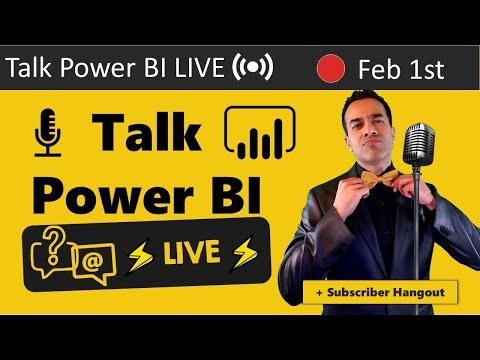 Talk Power BI LIVE
Feb 1st
Talk
Power BI
? @ LIVE
+ Subscriber Hangout